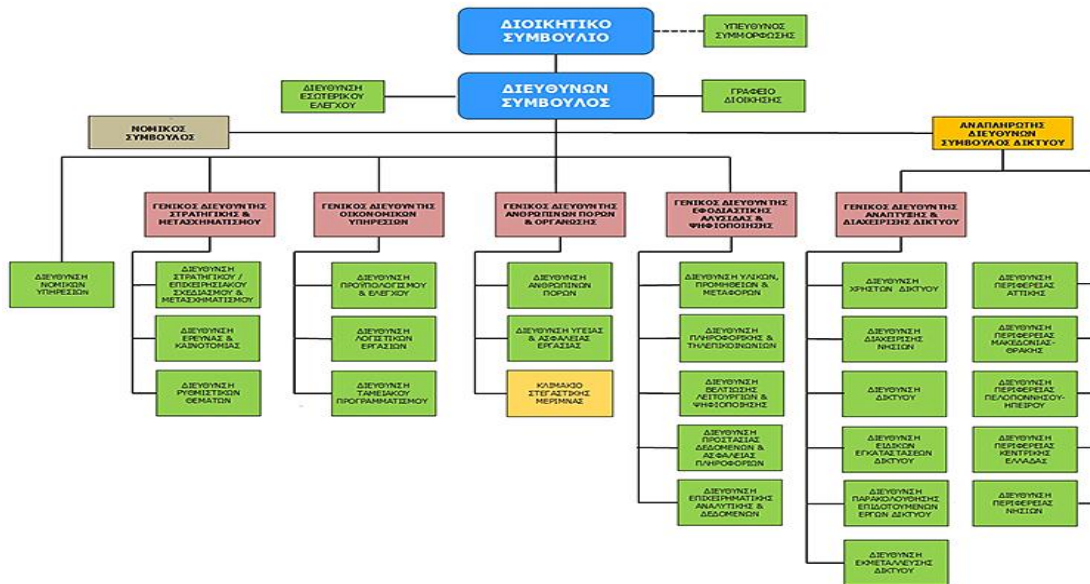 ΔΙΟΙΚΗΤΙΚΟ
ΣΥΜΒΟΥΛΙΟ
ΥΠΕΥΘΥΝΟΣ
ΣΥΜΜΟΡΦΩΣΗΣ
ΔΙΕΥΘΥΝΣΗ
ΕΣΩΤΕΡΙΚΟΥ
ΕΛΕΓΧΟΥ
ΔΙΕΥΘΥΝΩΝ
ΣΥΜΒΟΥΛΟΣ
ΓΡΑΦΕΙΟ
ΔΙΟΙΚΗΣΗΣ
ΝΟΜΙΚΟΣ
ΣΥΜΒΟΥΛΟΣ
ΑΝΑΠΛΗΡΩΤΗΣ
ΔΙΕΥΘΥΝΩΝ
ΣΥΜΒΟΥΛΟΣ ΔΙΚΤΥΟΥ
ΓΕΝΙΚΟΣ ΔΙΕΥΘΥΝΤΗΣ
ΣΤΡΑΤΗΓΙΚΗΣ &
ΜΕΤΑΣΧΗΜΑΤΙΣΜΟΥ
ΓΕΝΙΚΟΣ ΔΙΕΥΘΥΝΤΗΣ
ΟΙΚΟΝΟΜΙΚΩΝ
ΥΠΗΡΕΣΙΩΝ
ΓΕΝΙΚΟΣ ΔΙΕΥΘΥΝΤΗΣ
ΑΝΘΡΩΠΙΝΩΝ ΠΟΡΩΝ
& ΟΡΓΑΝΩΣΗΣ
ΓΕΝΙΚΟΣ ΔΙΕΥΘΥΝΤΗΣ
ΕΦΟΔΙΑΣΤΙΚΗΣ
ΑΛΥΣΙΔΑΣ &
ΨΗΦΙΟΠΟΙΗΣΗΣ
ΓΕΝΙΚΟΣ ΔΙΕΥΘΥΝΤΗΣ
ΑΝΑΠΤΥΞΗΣ &
ΔΙΑΧΕΙΡΙΣΗΣ ΔΙΚΤΥΟΥ
ΔΙΕΥΘΥΝΣΗ
ΝΟΜΙΚΩΝ
ΥΠΗΡΕΣΙΩΝ
ΔΙΕΥΘΥΝΣΗ
ΣΤΡΑΤΗΓΙΚΟΥ /
ΕΠΙΧΕΙΡΗΣΙΑΚΟΥ
ΣΧΕΔΙΑΣΜΟΥ &
ΜΕΤΑΣΧΗΜΑΤΙΣΜΟΥ
ΔΙΕΥΘΥΝΣΗ
ΕΡΕΥΝΑΣ &
ΚΑΙΝΟΤΟΜΙΑΣ
ΔΙΕΥΘΥΝΣΗ
ΡΥΘΜΙΣΤΙΚΩΝ
ΘΕΜΑΤΩΝ
ΔΙΕΥΘΥΝΣΗ
ΠΡΟΫΠΟΛΟΓΙΣΜΟΥ
& ΕΛΕΓΧΟΥ
ΔΙΕΥΘΥΝΣΗ
ΛΟΓΙΣΤΙΚΩΝ
ΕΡΓΑΣΙΩΝ
ΔΙΕΥΘΥΝΣΗ
ΤΑΜΕΙΑΚΟΥ
ΠΡΟΓΡΑΜΜΑΤΙΣΜΟΥ
ΔΙΕΥΘΥΝΣΗ
ΑΝΘΡΩΠΙΝΩΝ
ΠΟΡΩΝ
ΔΙΕΥΘΥΝΣΗ ΥΓΕΙΑΣ
& ΑΣΦΑΛΕΙΑΣ
ΕΡΓΑΣΙΑΣ
ΚΛΙΜΑΚΙΟ
ΣΤΕΓΑΣΤΙΚΗΣ
ΜΕΡΙΜΝΑΣ
ΔΙΕΥΘΥΝΣΗ ΥΛΙΚΩΝ,
ΠΡΟΜΗΘΕΙΩΝ &
ΜΕΤΑΦΟΡΩΝ
ΔΙΕΥΘΥΝΣΗ
ΠΛΗΡΟΦΟΡΙΚΗΣ &
ΤΗΛΕΠΙΚΟΙΝΩΝΙΩΝ
ΔΙΕΥΘΥΝΣΗ
ΒΕΛΤΙΩΣΗΣ
ΛΕΙΤΟΥΡΓΙΩΝ &
ΨΗΦΙΟΠΟΙΗΣΗΣ
ΔΙΕΥΘΥΝΣΗ
ΠΡΟΣΤΑΣΙΑΣ
ΔΕΔΟΜΕΝΩΝ &
ΑΣΦΑΛΕΙΑΣ
ΠΛΗΡΟΦΟΡΙΩΝ
ΔΙΕΥΘΥΝΣΗ
ΕΠΙΧΕΙΡΗΜΑΤΙΚΗΣ
ΑΝΑΛΥΤΙΚΗΣ &
ΔΕΔΟΜΕΝΩΝ
ΔΙΕΥΘΥΝΣΗ
ΧΡΗΣΤΩΝ ΔΙΚΤΥΟΥ
ΔΙΕΥΘΥΝΣΗ
ΔΙΑΧΕΙΡΙΣΗΣ
ΝΗΣΙΩΝ
ΔΙΕΥΘΥΝΣΗ
ΔΙΚΤΥΟΥ
ΔΙΕΥΘΥΝΣΗ
ΕΙΔΙΚΩΝ
ΕΓΚΑΤΑΣΤΑΣΕΩΝ
ΔΙΚΤΥΟΥ
ΔΙΕΥΘΥΝΣΗ
ΠΑΡΑΚΟΛΟΥΘΗΣΗΣ
ΕΠΙΔΟΤΟΥΜΕΝΩΝ
ΕΡΓΩΝ ΔΙΚΤΥΟΥ
ΔΙΕΥΘΥΝΣΗ
ΕΚΜΕΤΑΛΛΕΥΣΗΣ
ΔΙΚΤΥΟΥ
ΔΙΕΥΘΥΝΣΗ
ΠΕΡΙΦΕΡΕΙΑΣ
ΑΤΤΙΚΗΣ
ΔΙΕΥΘΥΝΣΗ
ΠΕΡΙΦΕΡΕΙΑΣ
ΜΑΚΕΔΟΝΙΑΣ-
ΘΡΑΚΗΣ
ΔΙΕΥΘΥΝΣΗ
ΠΕΡΙΦΕΡΕΙΑΣ
ΠΕΛΟΠΟΝΝΗΣΟΥ-
ΗΠΕΙΡΟΥ
ΔΙΕΥΘΥΝΣΗ
ΠΕΡΙΦΕΡΕΙΑΣ
ΚΕΝΤΡΙΚΗΣ
ΕΛΛΑΔΑΣ
ΔΙΕΥΘΥΝΣΗ
ΠΕΡΙΦΕΡΕΙΑΣ
ΝΗΣΙΩΝ